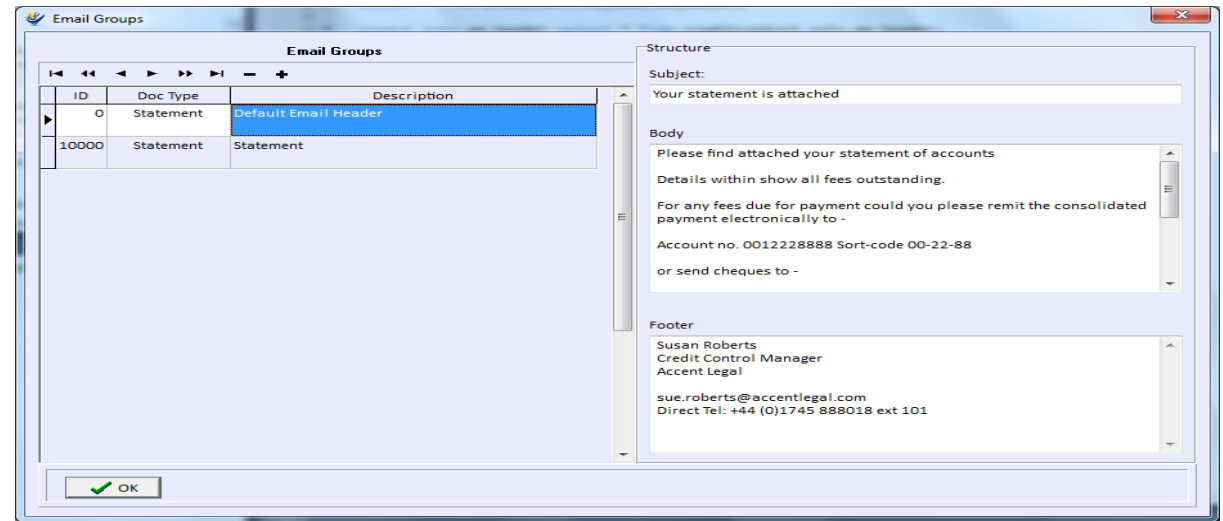 Email Groups
Email Groups
ID Doc Type Description
0 Statement Default Email Header
10000 Statement Statement
Structure
Subject:
Your statement is attached
Body
Please find attached your statement of accounts
Details within show all fees outstanding.
For any fees due for payment could you please remit the consolidated
payment electronically to -
Account no. 0012228888 Sort-code 00-22-88
or send cheques to -
Footer
Susan Roberts
Credit Control Manager
Accent Legal
sue.roberts@accentlegal.com
Direct Tel: +44 (0)1745 888018 ext 101
OK